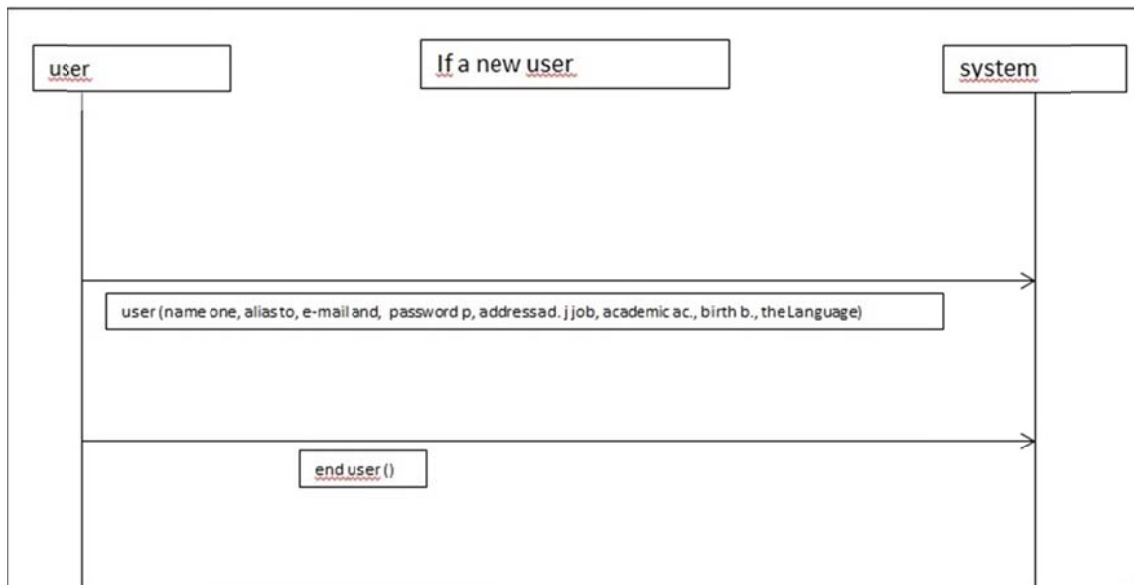 user
If a new user
system
user (name one, alias to, e-mail and, password p, address ad. j job, academic ac., birth b., the Language)
end user ()